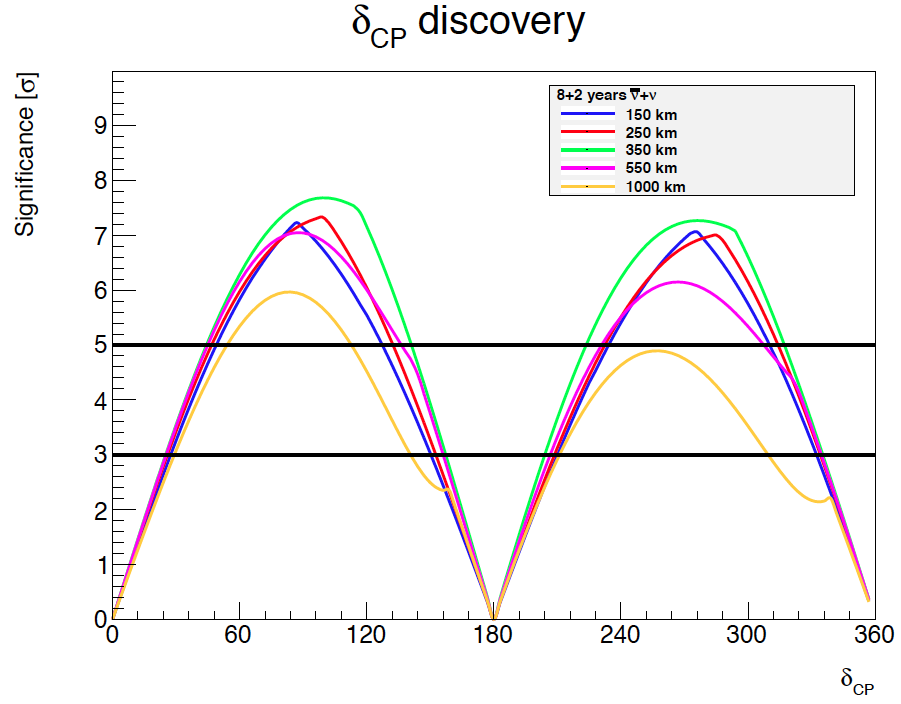 δCP discovery
Significance [σ]
8+2 years ν̅+ν
150 km
250 km
350 km
550 km
1000 km
9
8
7
6
5
4
3
2
1
0
0 60 120 180 240 300 360
δCP